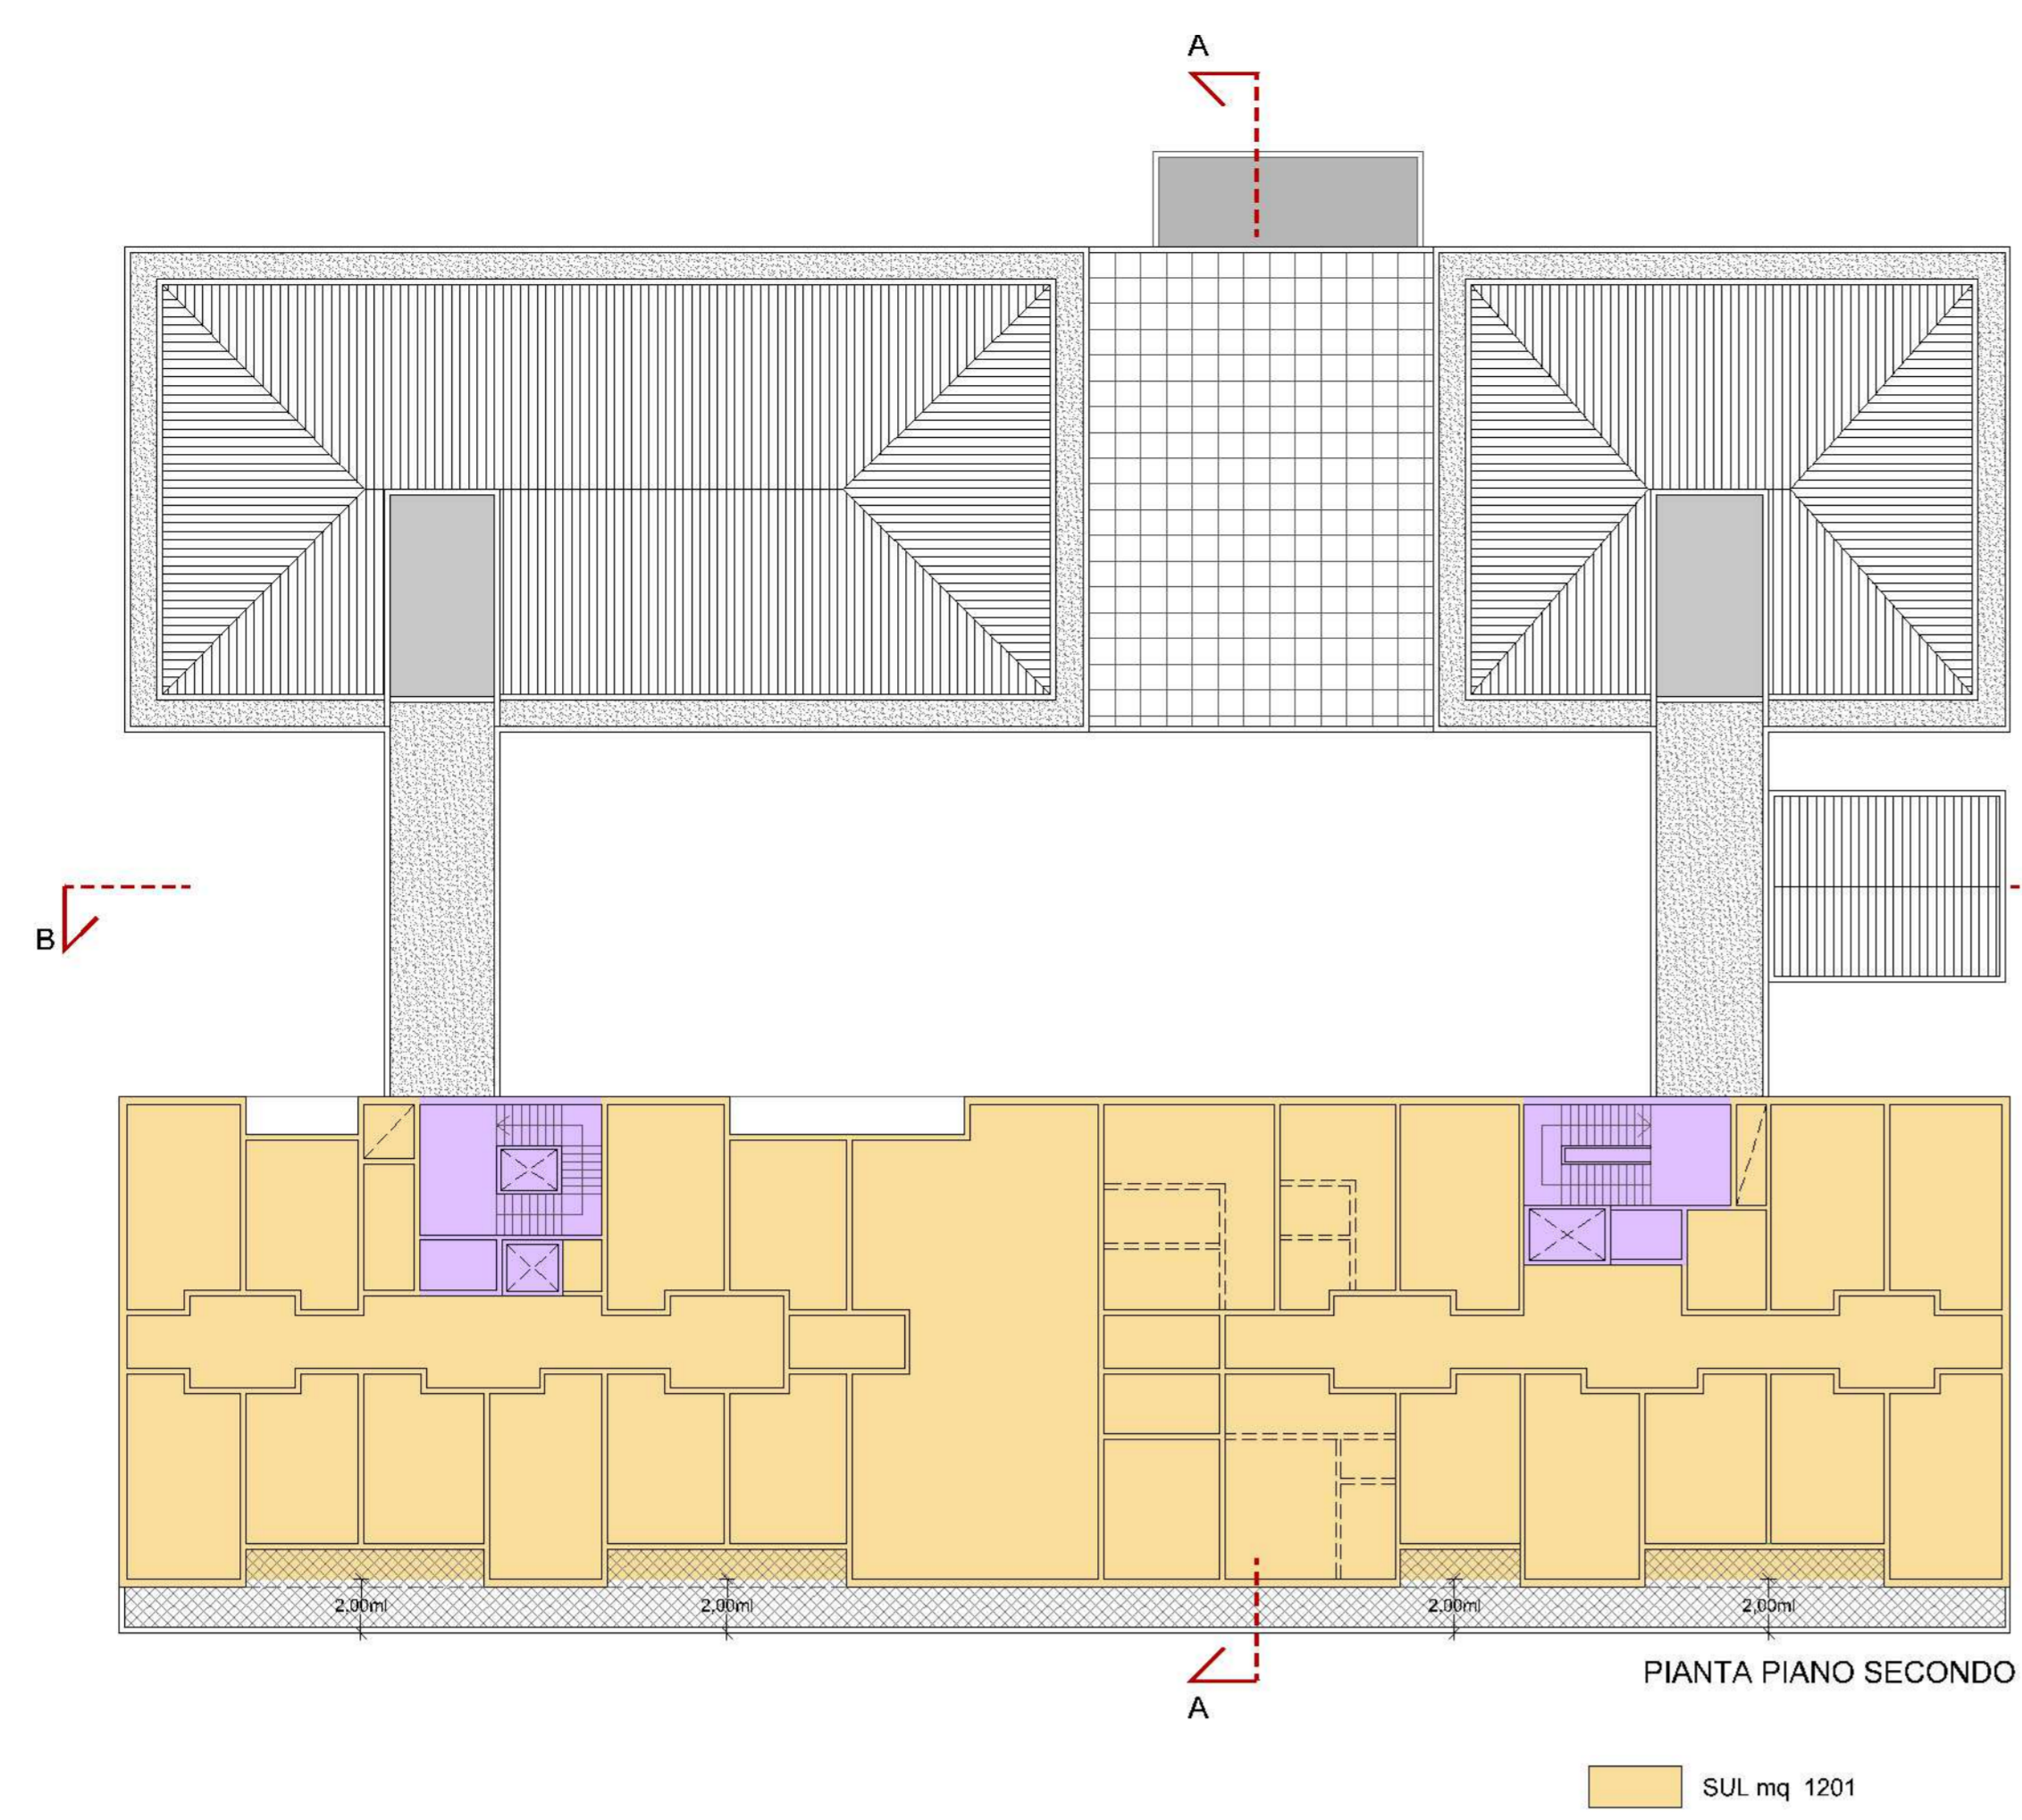 A
B
2,00ml 2,00ml 2,00ml 2,00ml
PIANTA PIANO SECONDO
A
SUL mq 1201